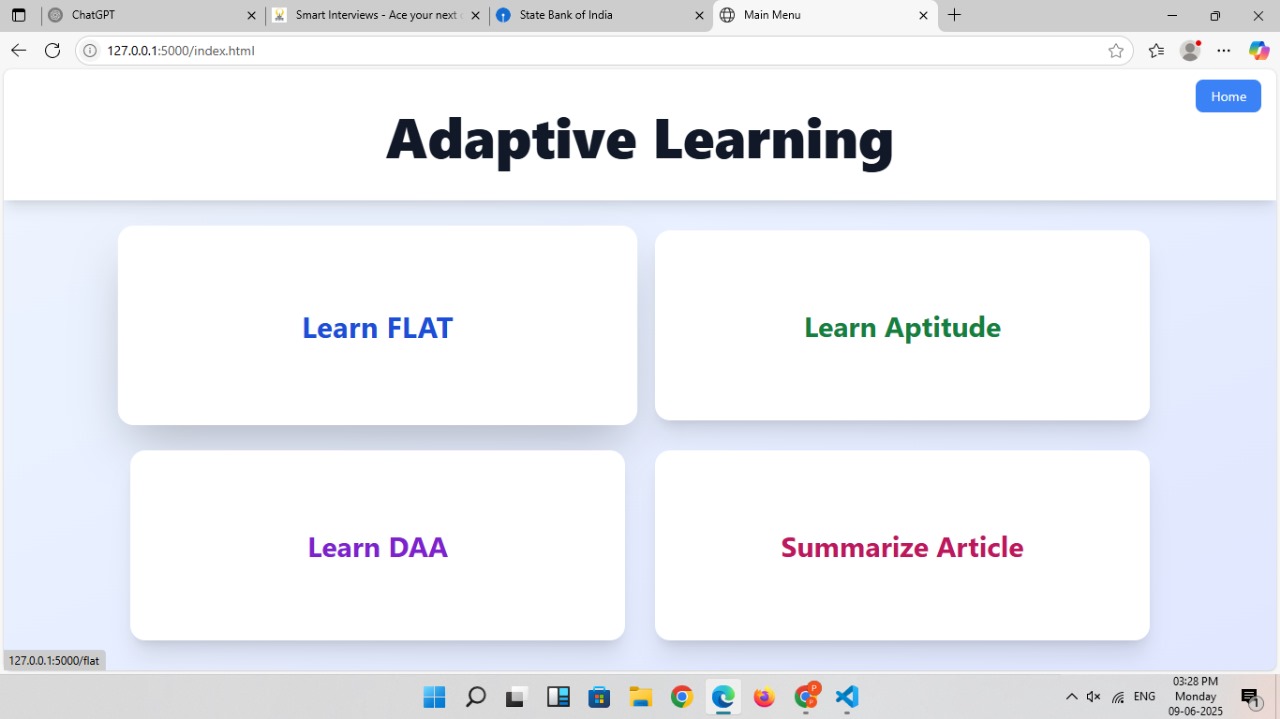 ChatGPT
Smart Interviews - Ace your next
State Bank of India
Main Menu
127.0.0.1:5000/index.html
Home
Adaptive Learning
Learn FLAT
Learn Aptitude
Learn DAA
Summarize Article
127.0.0.1:5000/flat
P
P
ENG
03:28 PM
Monday
09-06-2025
1